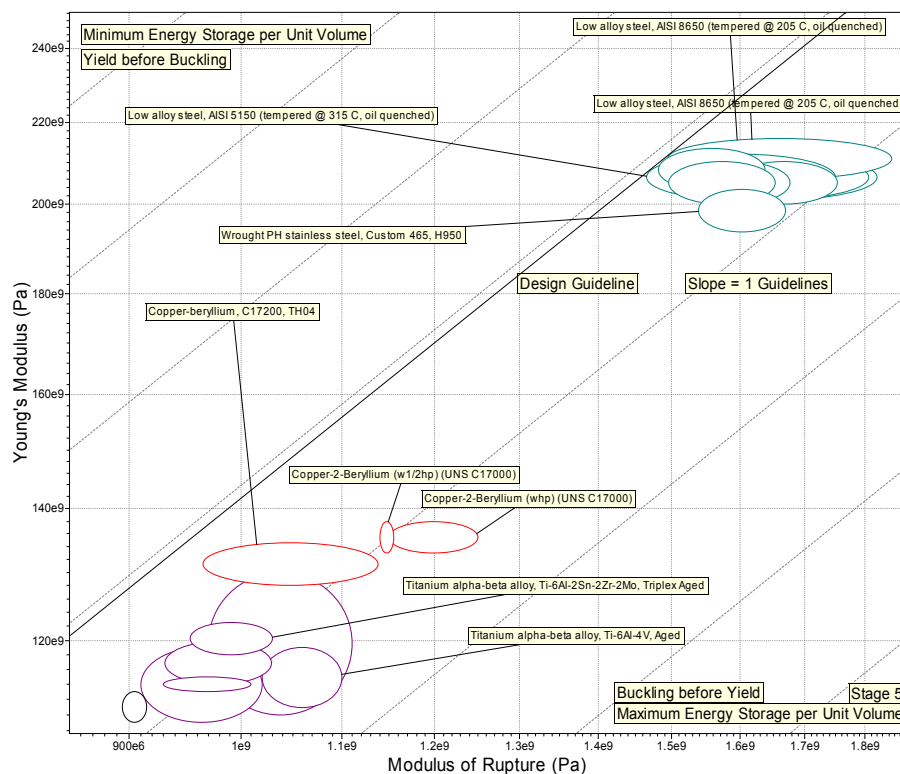 Minimum Energy Storage per Unit Volume
Yield before Buckling
Low alloy steel, AISI 8650 (tempered @ 205 C, oil quenched)
Low alloy steel, AISI 8650 (tempered @ 205 C, oil quenched
Low alloy steel, AISI 5150 (tempered @ 315 C, oil quenched)
Wrought PH stainless steel, Custom 465, H950
Design Guideline
Slope = 1 Guidelines
Copper-beryllium, C17200, TH04
Copper-2-Beryllium (w1/2hp) (UNS C17000)
Copper-2-Beryllium (whp) (UNS C17000)
Titanium alpha-beta alloy, Ti-6Al-2Sn-2Zr-2Mo, Triplex Aged
Titanium alpha-beta alloy, Ti-6Al-4V, Aged
Buckling before Yield
Stage 5
Maximum Energy Storage per Unit Volume
Young's Modulus (Pa)
240e9
220e9
200e9
180e9
160e9
140e9
120e9
900e6
1e9
1.1e9
1.2e9
1.3e9
1.4e9
1.5e9
1.6e9
1.7e9
1.8e9
Modulus of Rupture (Pa)